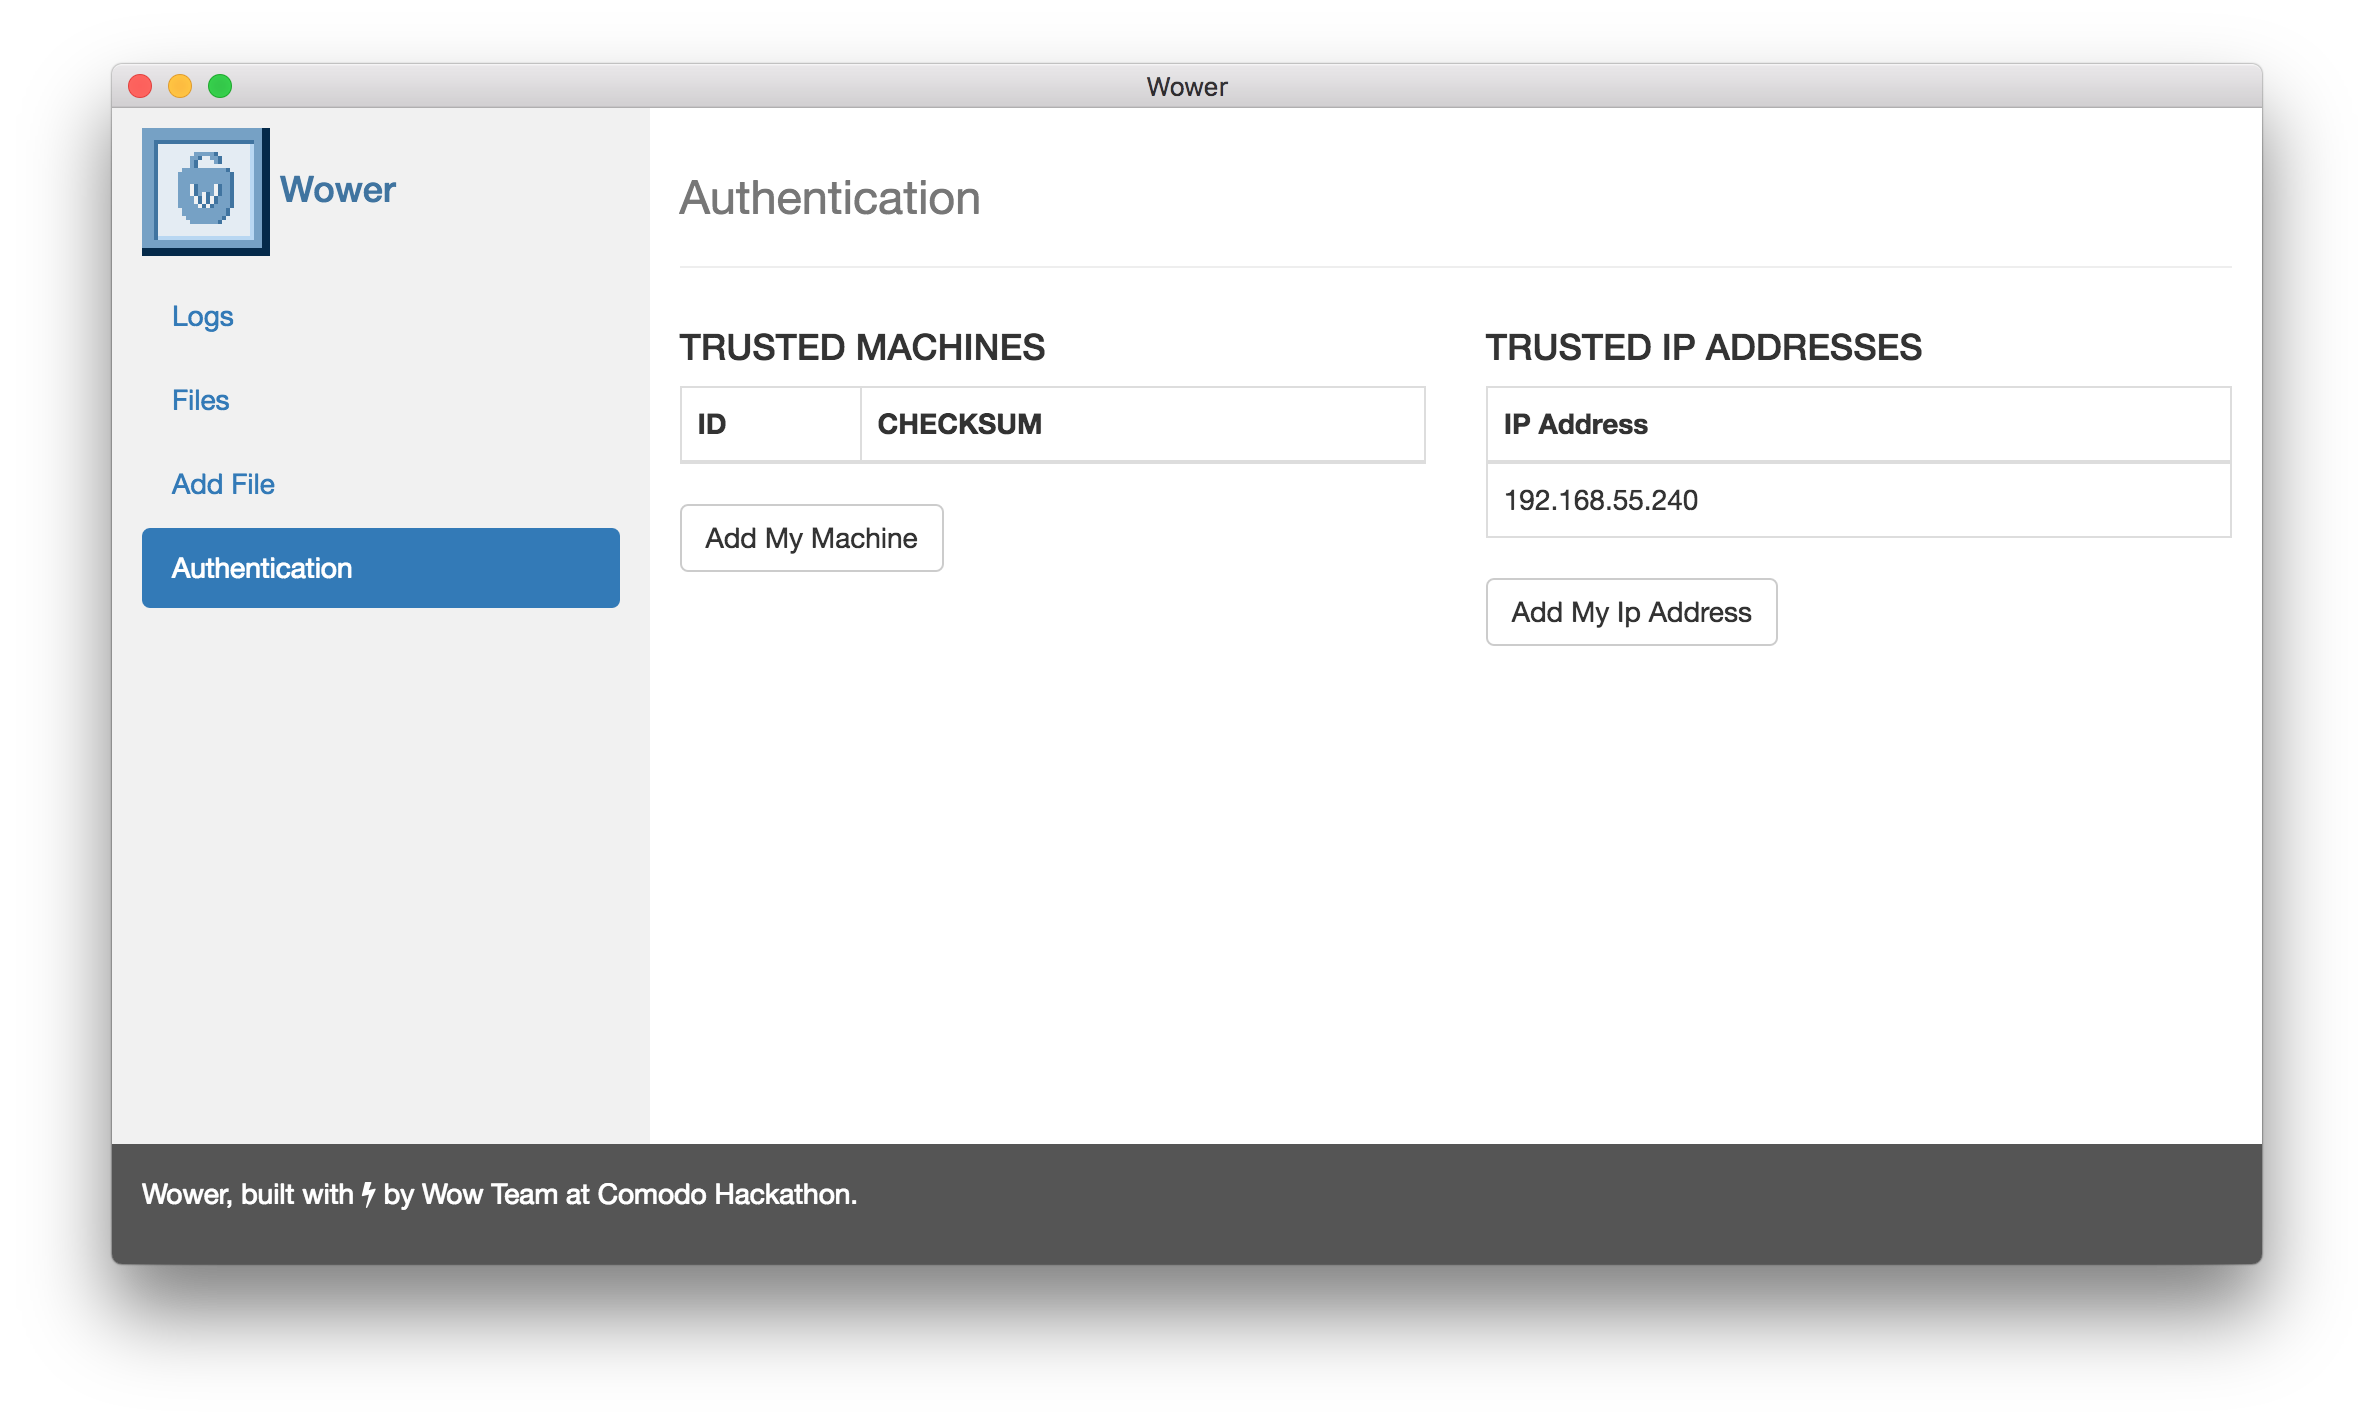 Wower
Wower
Logs
Files
Add File
Authentication
Authentication
TRUSTED MACHINES
ID CHECKSUM
Add My Machine
TRUSTED IP ADDRESSES
IP Address
192.168.55.240
Add My Ip Address
Wower, built with by Wow Team at Comodo Hackathon.